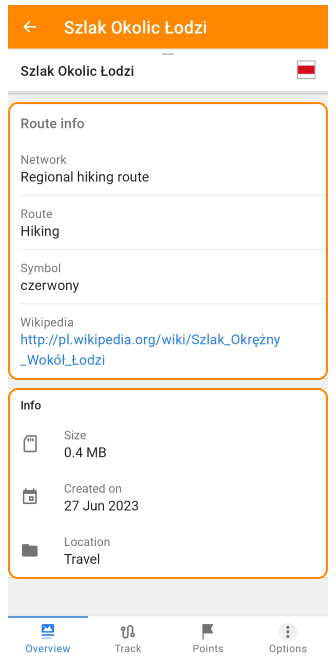 Szlak Okolic Łodzi
Szlak Okolic Łodzi
Route info
Network
Regional hiking route
Route
Hiking
Symbol
czerwony
Wikipedia
http://pl.wikipedia.org/wiki/Szlak_Okrężny
_Wokół_Łodzi
Info
Size
0.4 MB
Created on
27 Jun 2023
Location
Travel
Overview Track Points Options